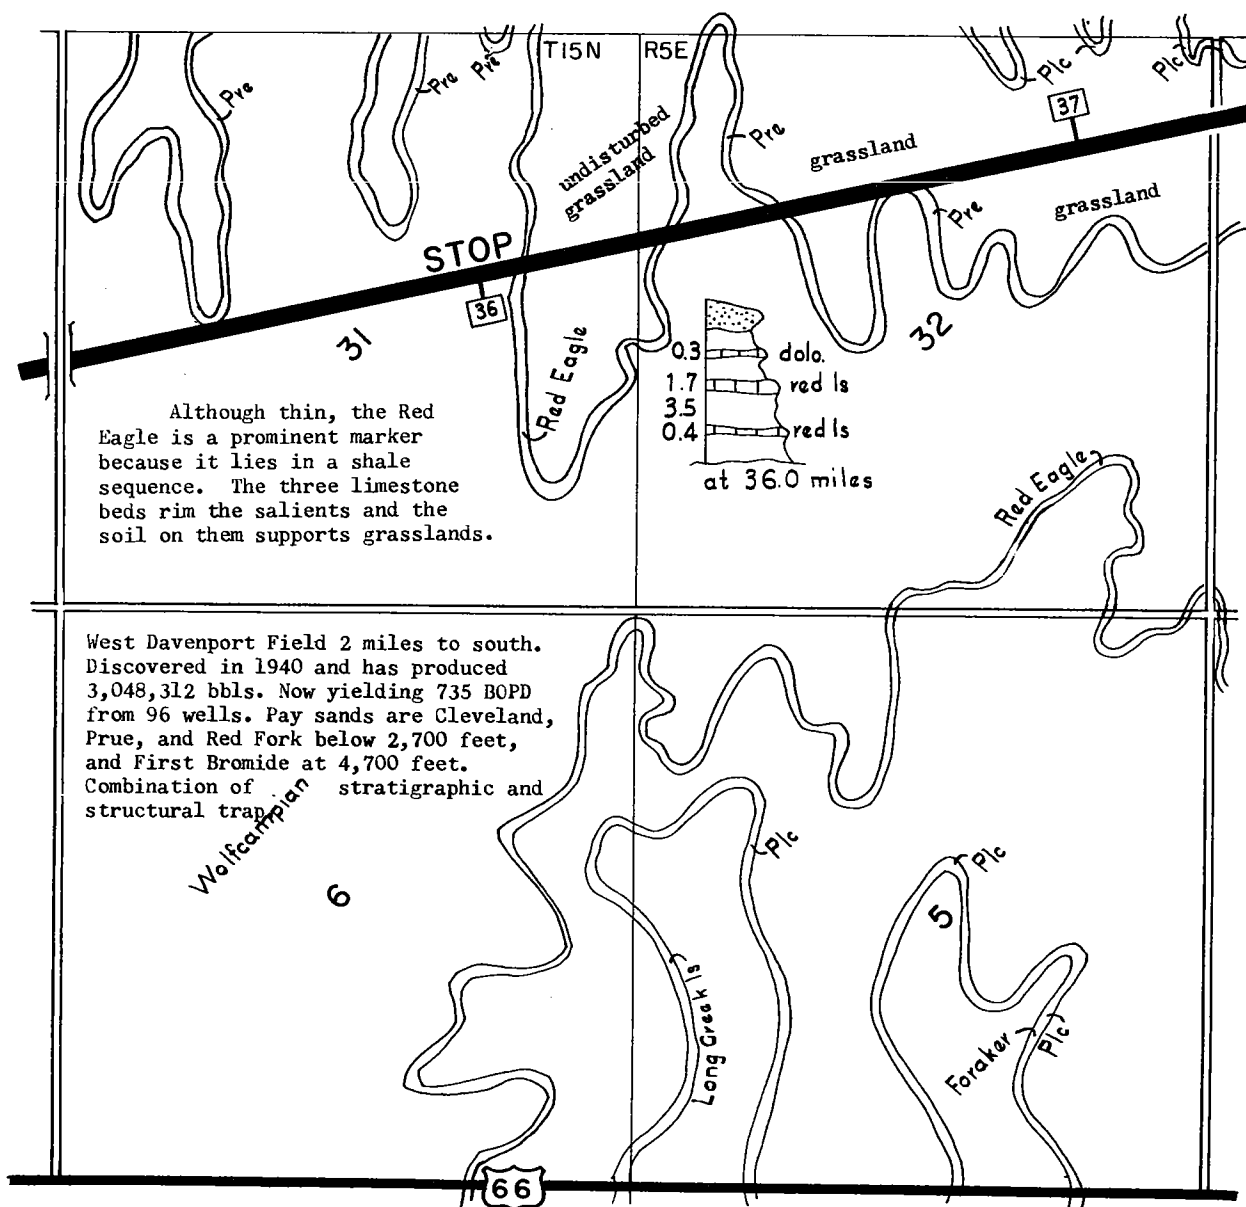 T15N R5E
Pre
Pre
Pre
Plc
Plc
37
undisturbed
grassland
Pre
grassland
Pre
grassland
STOP
36
31
32
Red Eagle
0.3 dolo.
1.7 red ls
3.5
0.4 red ls
at 36.0 miles
Although thin, the Red
Eagle is a prominent marker
because it lies in a shale
sequence. The three limestone
beds rim the salients and the
soil on them supports grasslands.
Red Eagle
West Davenport Field 2 miles to south.
Discovered in 1940 and has produced
3,048,312 bbls. Now yielding 735 BOPD
from 96 wells. Pay sands are Cleveland,
Prue, and Red Fork below 2,700 feet,
and First Bromide at 4,700 feet.
Combination of stratigraphic and
structural trap.
Wolfcampian
6
Plc
Plc
5
Long Creek ls
Foraker
Plc
66